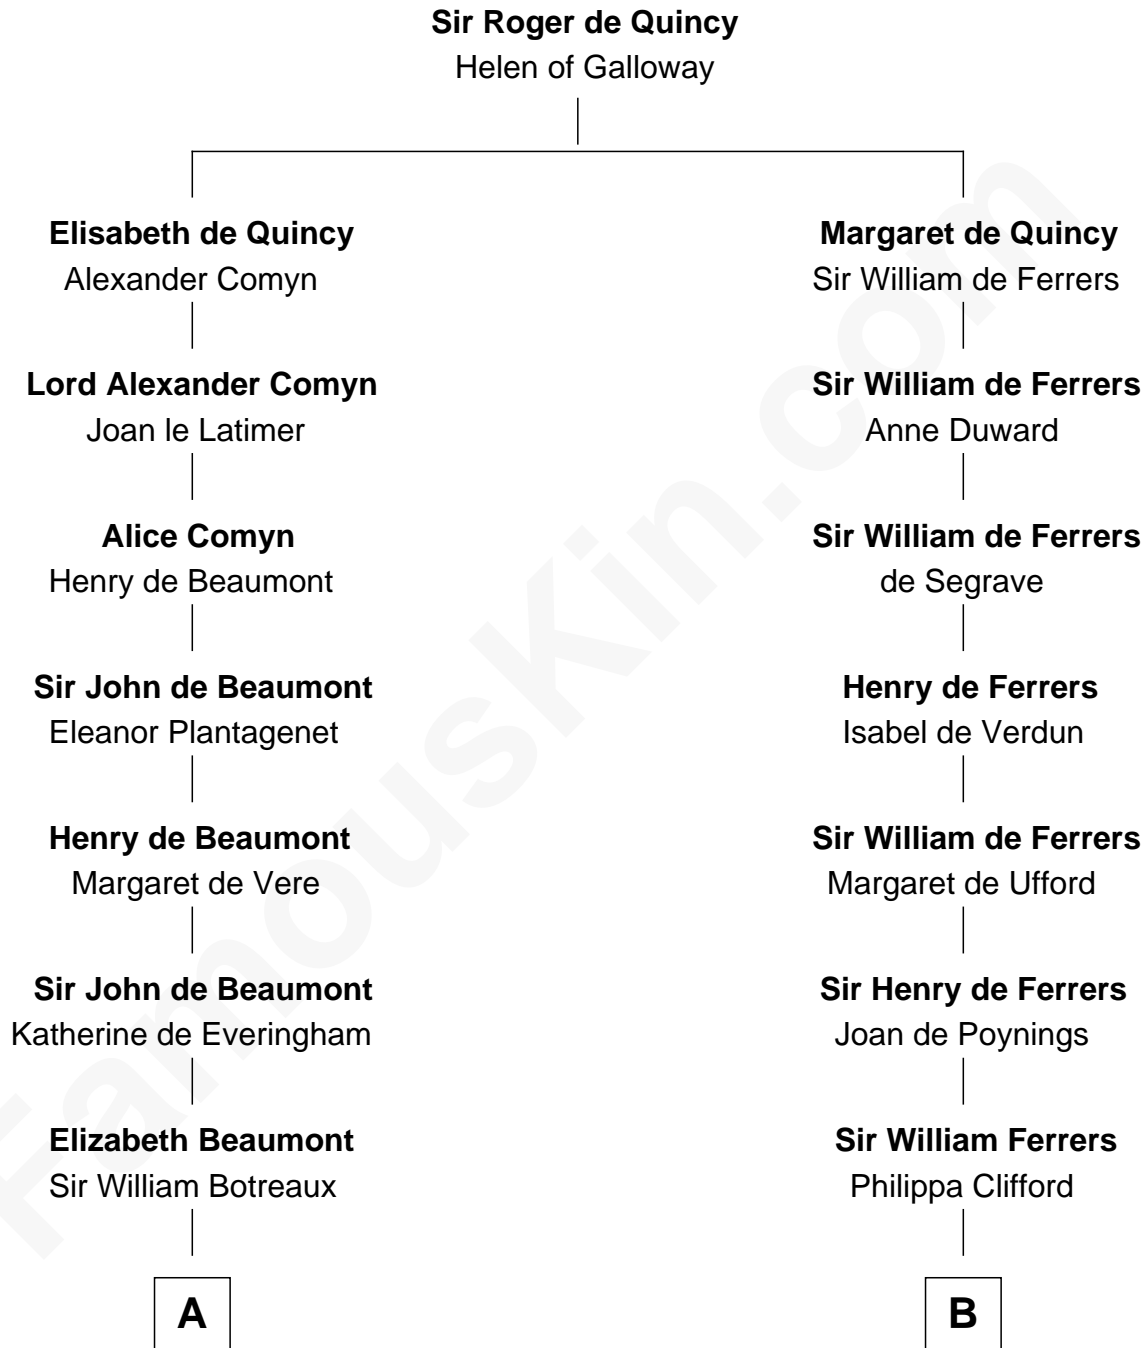 Sir Roger de Quincy
Helen of Galloway
Elisabeth de Quincy
Alexander Comyn
Margaret de Quincy
Sir William de Ferrers
Lord Alexander Comyn
Joan le Latimer
Sir William de Ferrers
Anne Duward
Alice Comyn
Henry de Beaumont
Sir William de Ferrers
de Segrave
Sir John de Beaumont
Eleanor Plantagenet
Henry de Ferrers
Isabel de Verdun
Henry de Beaumont
Margaret de Vere
Sir William de Ferrers
Margaret de Ufford
Sir John de Beaumont
Katherine de Everingham
Sir Henry de Ferrers
Joan de Poynings
Elizabeth Beaumont
Sir William Botreaux
Sir William Ferrers
Philippa Clifford
A
B
FamousKin.com